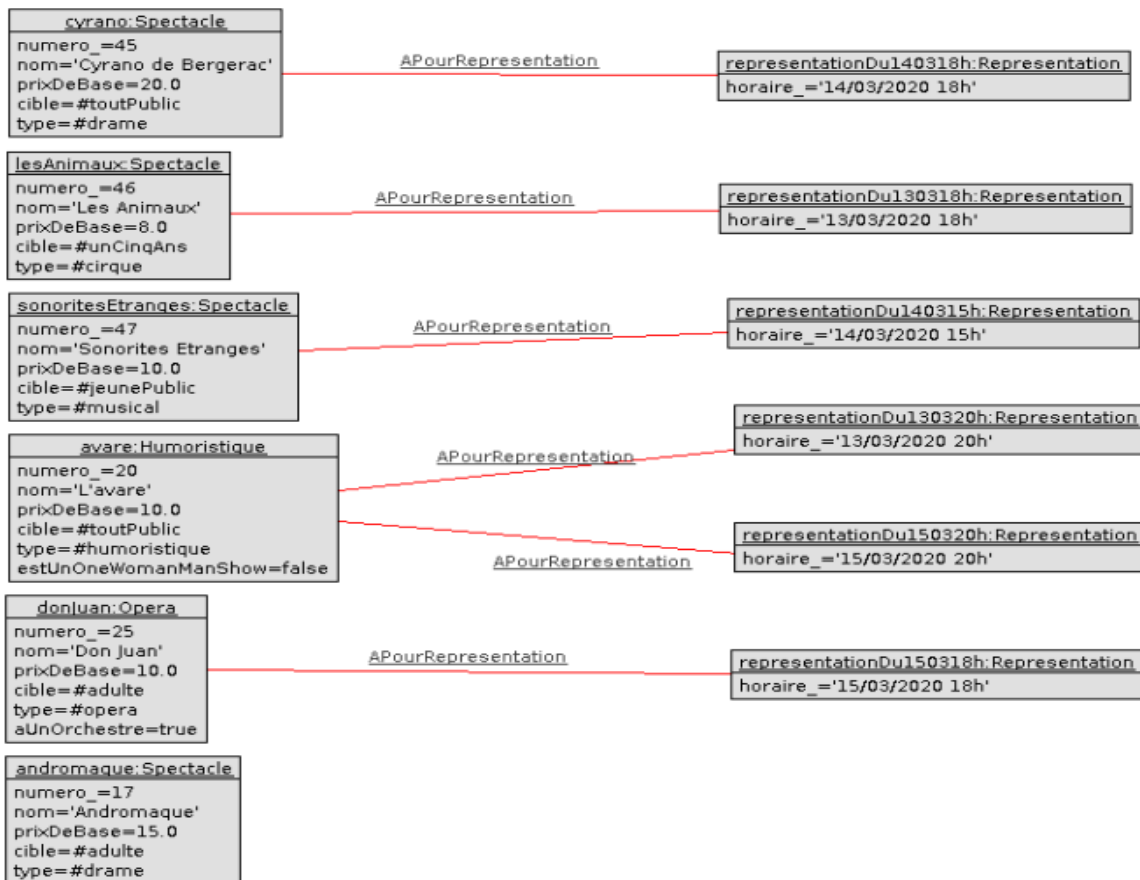 cyrano:Spectacle
numero_=45
nom='Cyrano de Bergerac'
prixDeBase=20.0
cible=#toutPublic
type=#drame
APourRepresentation
representationDu140318h:Representation
horaire_='14/03/2020 18h'
lesAnimaux:Spectacle
numero_=46
nom='Les Animaux'
prixDeBase=8.0
cible=#unCinqAns
type=#cirque
APourRepresentation
representationDu130318h:Representation
horaire_='13/03/2020 18h'
sonoritesEtranges:Spectacle
numero_=47
nom='Sonorites Etranges'
prixDeBase=10.0
cible=#jeunePublic
type=#musical
APourRepresentation
representationDu140315h:Representation
horaire_='14/03/2020 15h'
avare:Humoristique
numero_=20
nom='L'avare'
prixDeBase=10.0
cible=#toutPublic
type=#humoristique
estUnOneWomanManShow=false
APourRepresentation
representationDu130320h:Representation
horaire_='13/03/2020 20h'
APourRepresentation
representationDu150320h:Representation
horaire_='15/03/2020 20h'
donJuan:Opera
numero_=25
nom='Don Juan'
prixDeBase=10.0
cible=#adulte
type=#opera
aUnOrchestre=true
APourRepresentation
representationDu150318h:Representation
horaire_='15/03/2020 18h'
andromaque:Spectacle
numero_=17
nom='Andromaque'
prixDeBase=15.0
cible=#adulte
type=#drame